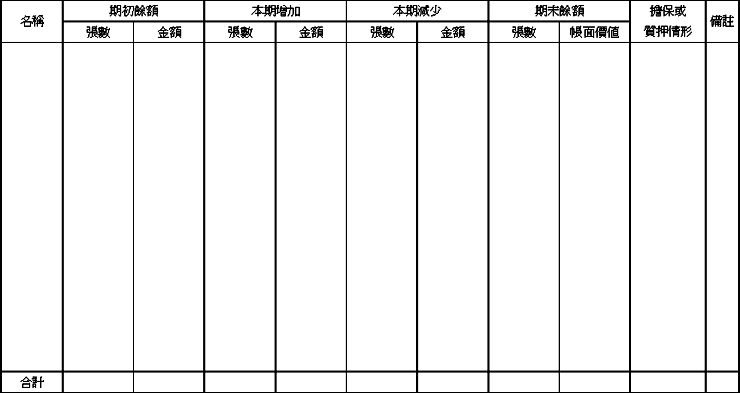 名稱 期初餘額 本期增加 本期減少 期末餘額 擔保或質押情形 備註
張數 金額 張數 金額 張數 金額 張數 帳面價值
合計